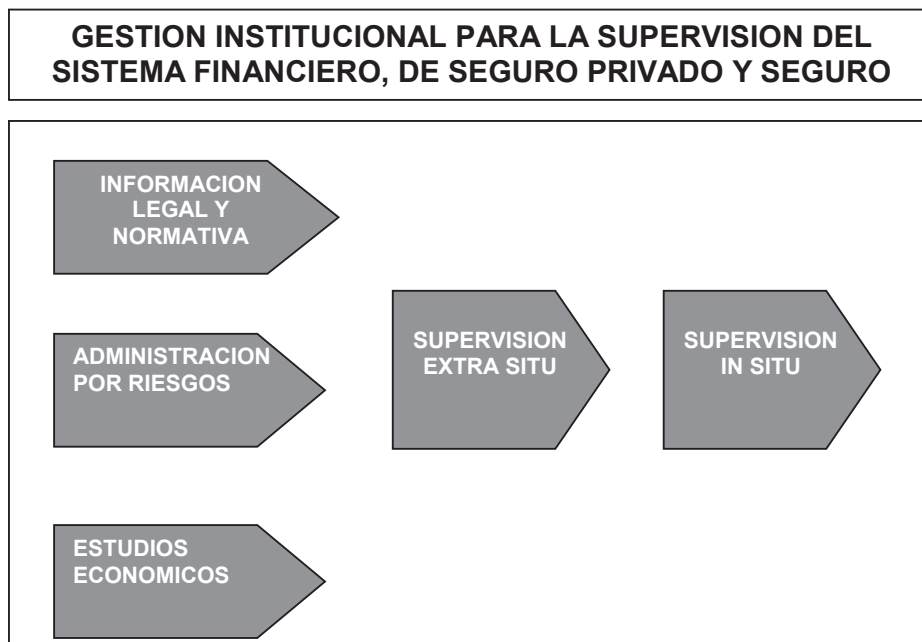 GESTION INSTITUCIONAL PARA LA SUPERVISION DEL
SISTEMA FINANCIERO, DE SEGURO PRIVADO Y SEGURO
INFORMACION
LEGAL Y
NORMATIVA
ADMINISTRACION
POR RIESGOS
SUPERVISION
EXTRA SITU
SUPERVISION
IN SITU
ESTUDIOS
ECONOMICOS